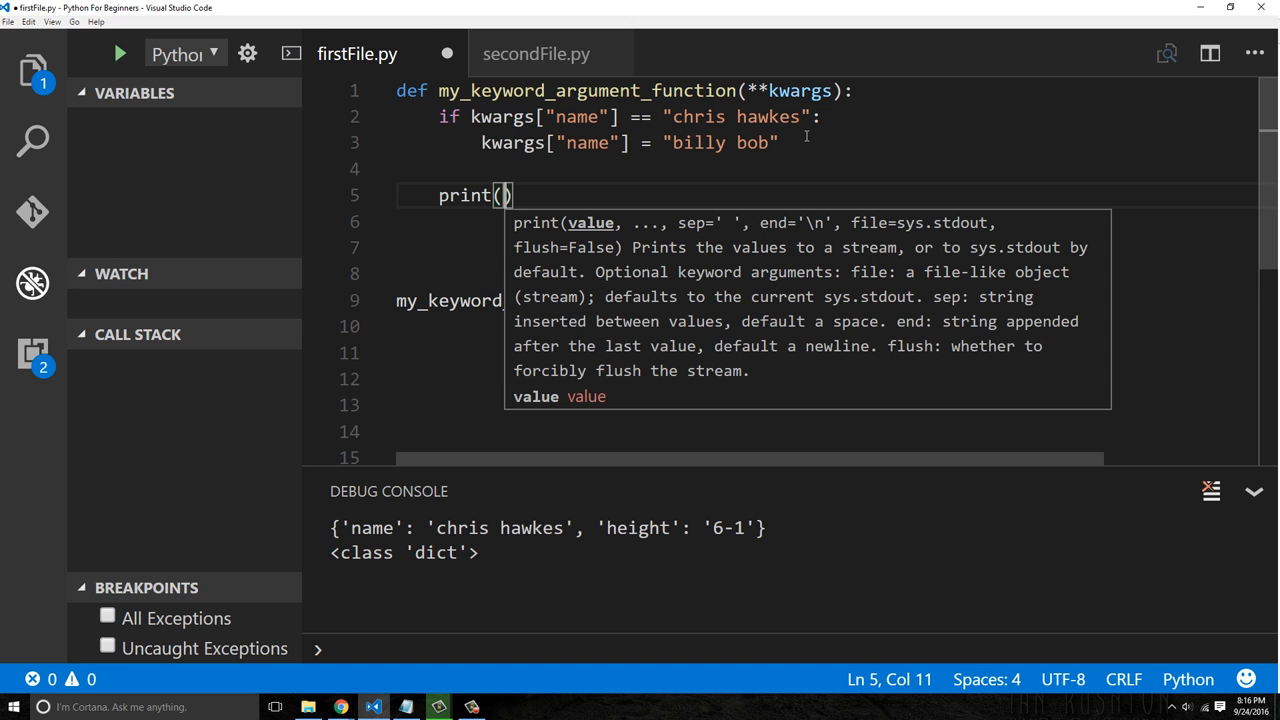 ● firstFile.py - Python For Beginners - Visual Studio Code
File Edit View Go Help
Python
firstFile.py
secondFile.py
1
VARIABLES
WATCH
CALL STACK
2
BREAKPOINTS
All Exceptions
Uncaught Exceptions
1 def my_keyword_argument_function(**kwargs):
2 if kwargs["name"] == "chris hawkes":
3 kwargs["name"] = "billy bob"
4
5 print()
6
7
8
9 my_keyword_
10
11
12
13
14
15
print(value, ..., sep=' ', end='\n', file=sys.stdout,
flush=False) Prints the values to a stream, or to sys.stdout by
default. Optional keyword arguments: file: a file-like object
(stream); defaults to the current sys.stdout. sep: string
inserted between values, default a space. end: string appended
after the last value, default a newline. flush: whether to
forcibly flush the stream.
value value
DEBUG CONSOLE
{'name': 'chris hawkes', 'height': '6-1'}
<class 'dict'>
0 0
Ln 5, Col 11 Spaces: 4 UTF-8 CRLF Python
I'm Cortana. Ask me anything.
8:16 PM
9/24/2016